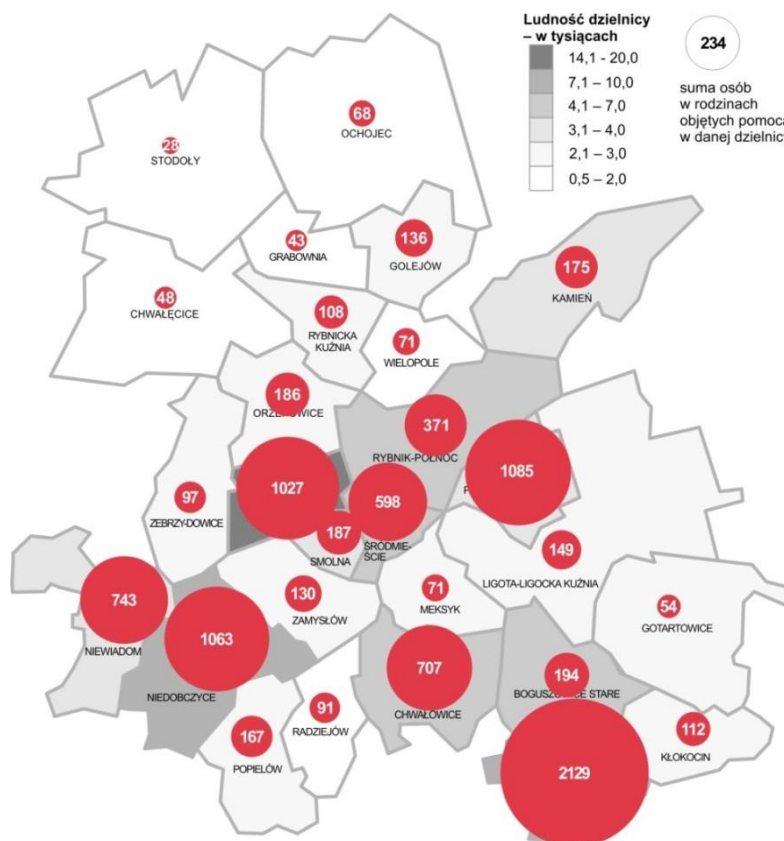 Ludność dzielnicy
– w tysiącach
14,1 - 20,0
7,1 – 10,0
4,1 – 7,0
3,1 – 4,0
2,1 – 3,0
0,5 – 2,0
234
suma osób
w rodzinach
objętych pomocą
w danej
68
OCHOJEC
28
STODOŁY
43
GRABOWNIA
136
GOLEJÓW
175
KAMIEŃ
48
CHWAŁĘCICE
108
RYBNICKA
KUŹNIA
71
WIELOPOLE
186
371
RYBNIK-PÓŁNOC
1085
1027
598
ŚRÓDMIE-
ŚCIE
97
ZEBRZY-DOWICE
187
SMOLNA
149
LIGOTA-LIGOCKA KUŹNIA
743
NIEWIADOM
130
ZAMYSŁÓW
71
MEKSYK
54
GOTARTOWICE
1063
NIEDOBCZYCE
707
CHWAŁOWICE
194
STARE
91
RADZIEJÓW
167
POPIELÓW
112
KŁOKOCIN
2129